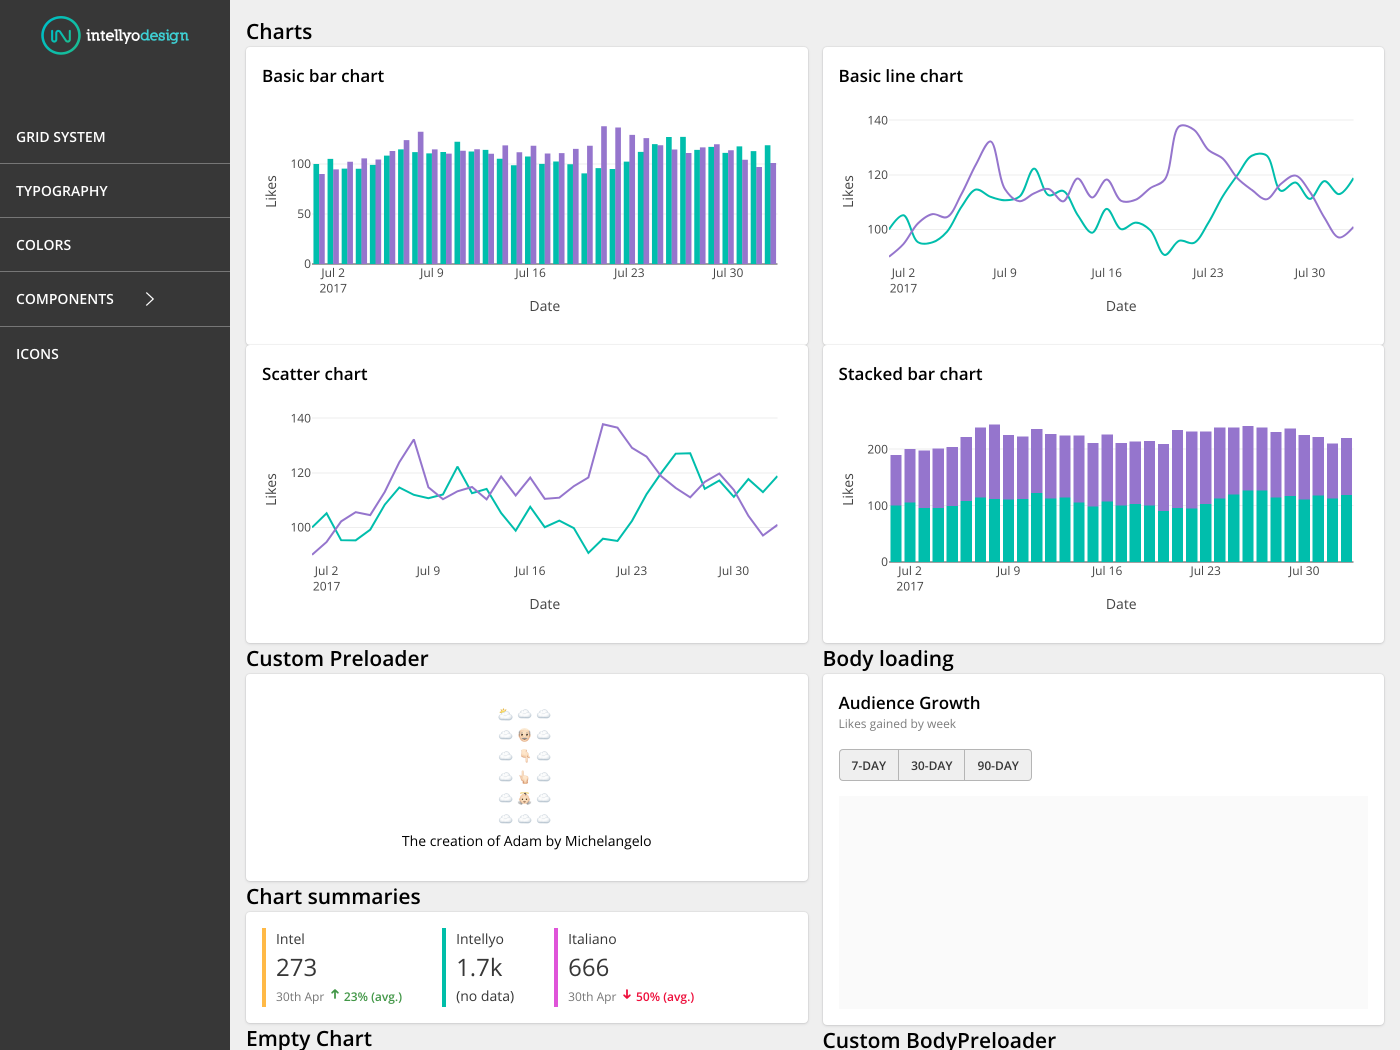 intellyodesign
GRID SYSTEM
TYPOGRAPHY
COLORS
COMPONENTS
ICONS
Charts
Basic bar chart
Likes
100
50
0
Jul 2
2017
Jul 9
Jul 16
Jul 23
Jul 30
Date
Basic line chart
Likes
140
120
100
Jul 2
2017
Jul 9
Jul 16
Jul 23
Jul 30
Date
Scatter chart
Likes
140
120
100
Jul 2
2017
Jul 9
Jul 16
Jul 23
Jul 30
Date
Stacked bar chart
Likes
200
100
0
Jul 2
2017
Jul 9
Jul 16
Jul 23
Jul 30
Date
Custom Preloader
The creation of Adam by Michelangelo
Body loading
Audience Growth
Likes gained by week
7-DAY
30-DAY
90-DAY
Chart summaries
Intel
273
30th Apr 23% (avg.)
Intellyo
1.7k
(no data)
Italiano
666
30th Apr 50% (avg.)
Empty Chart
Custom BodyPreloader